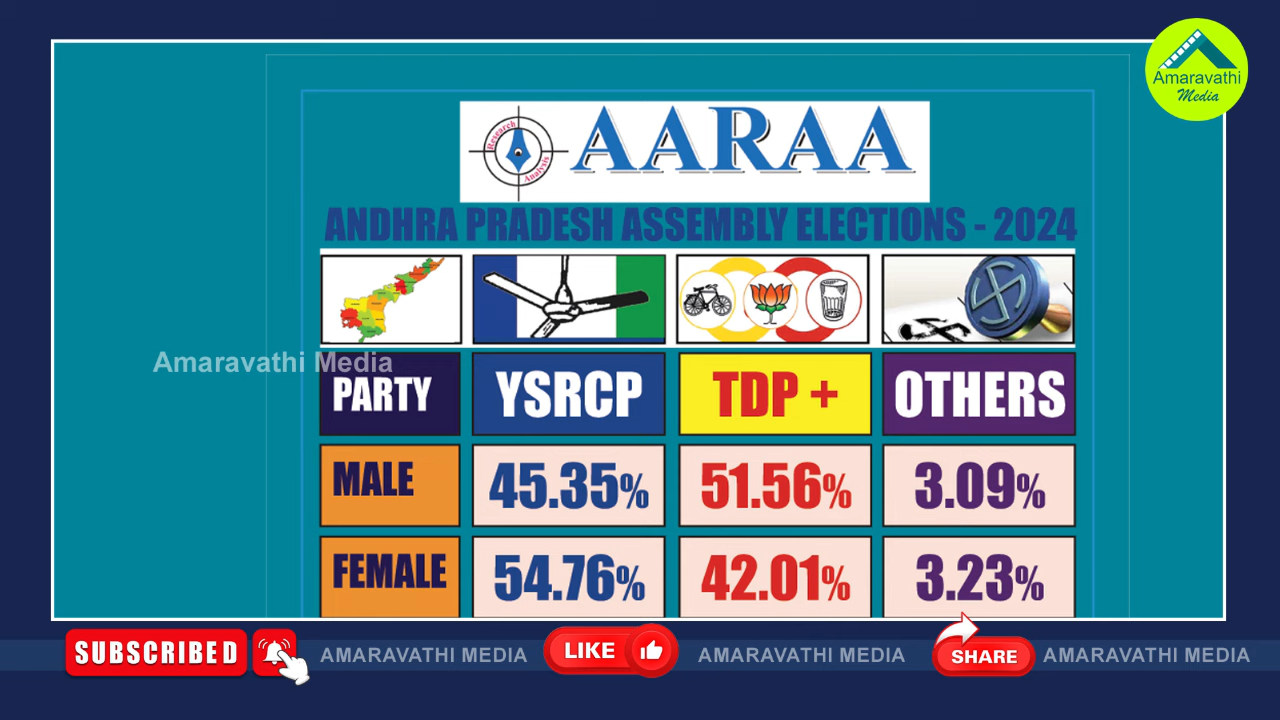 Amaravathi
Media
Research
Analysis
AARAA
ANDHRA PRADESH ASSEMBLY ELECTIONS - 2024
Amaravathi Media
PARTY YSRCP TDP + OTHERS
MALE 45.35% 51.56% 3.09%
FEMALE 54.76% 42.01% 3.23%
SUBSCRIBED AMARAVATHI MEDIA LIKE AMARAVATHI MEDIA SHARE AMARAVATHI MEDIA